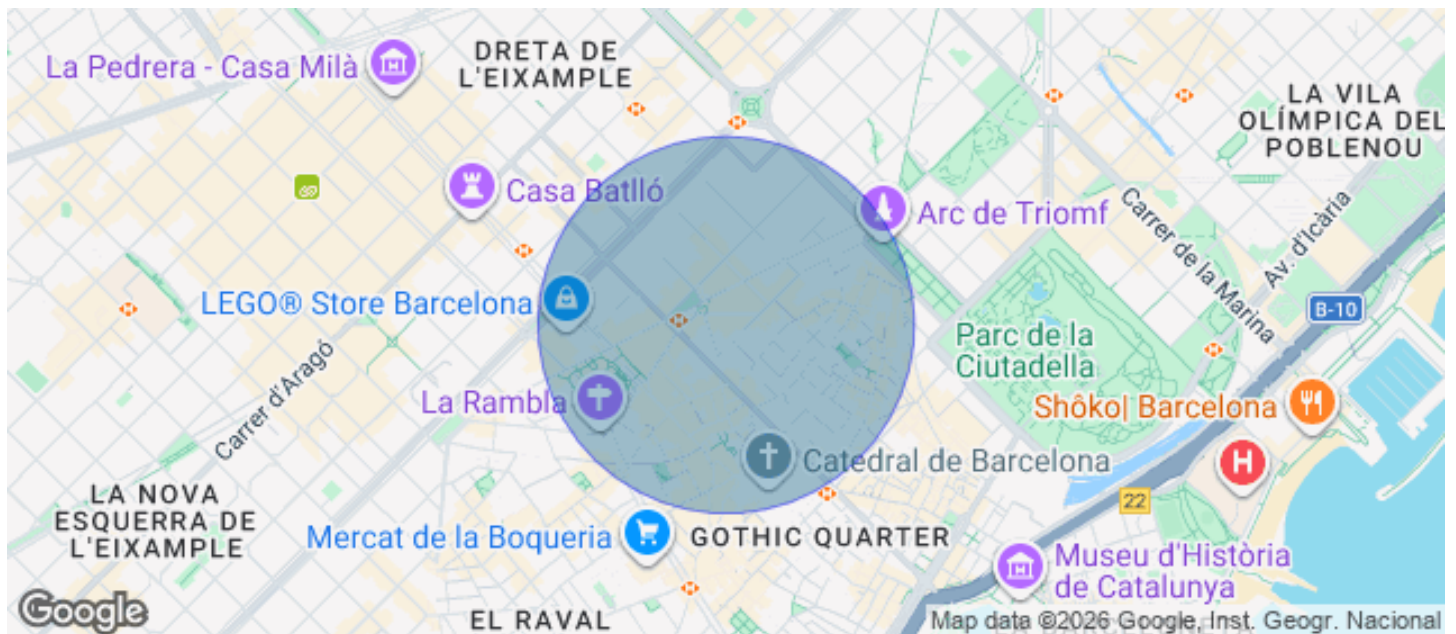 La Pedrera - Casa Milà
DRETA DE
L'EIXAMPLE
LA VILA
OLÍMPICA DEL
POBLENOU
Casa Batlló
Arc de Triomf
Carrer de la Marina
Av. d'Icària
LEGO® Store Barcelona
B-10
Parc de la
Ciutadella
Carrer d'Aragó
La Rambla
Shôko| Barcelona
H
Catedral de Barcelona
22
LA NOVA
ESQUERRA DE
L'EIXAMPLE
Mercat de la Boqueria
GOTHIC QUARTER
Museu d'Història
de Catalunya
Google
EL RAVAL
Map data ©2026 Google, Inst. Geogr. Nacional